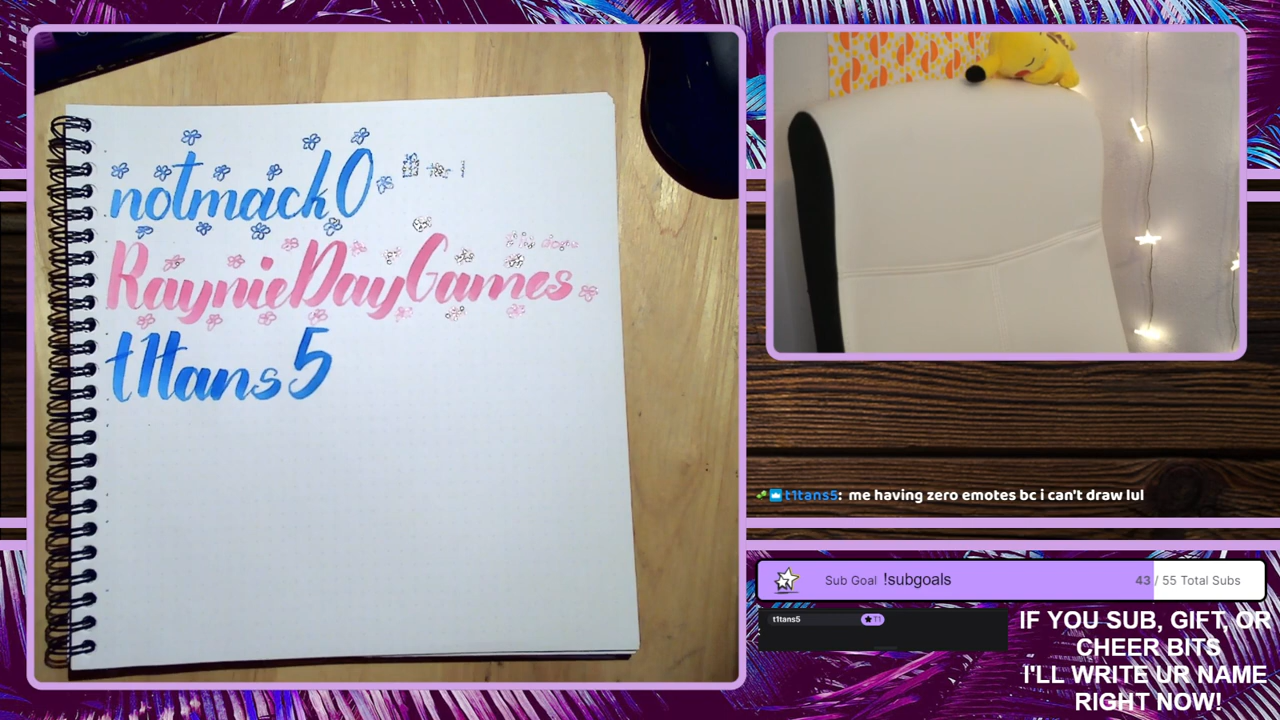 notmack0
RaynieDayGames
t1tans5
t1tans5: me having zero emotes bc i can't draw lul
Sub Goal !subgoals 43 / 55 Total Subs
t1tans5 ★ T1
IF YOU SUB, GIFT, OR
CHEER BITS
I'LL WRITE UR NAME
RIGHT NOW!